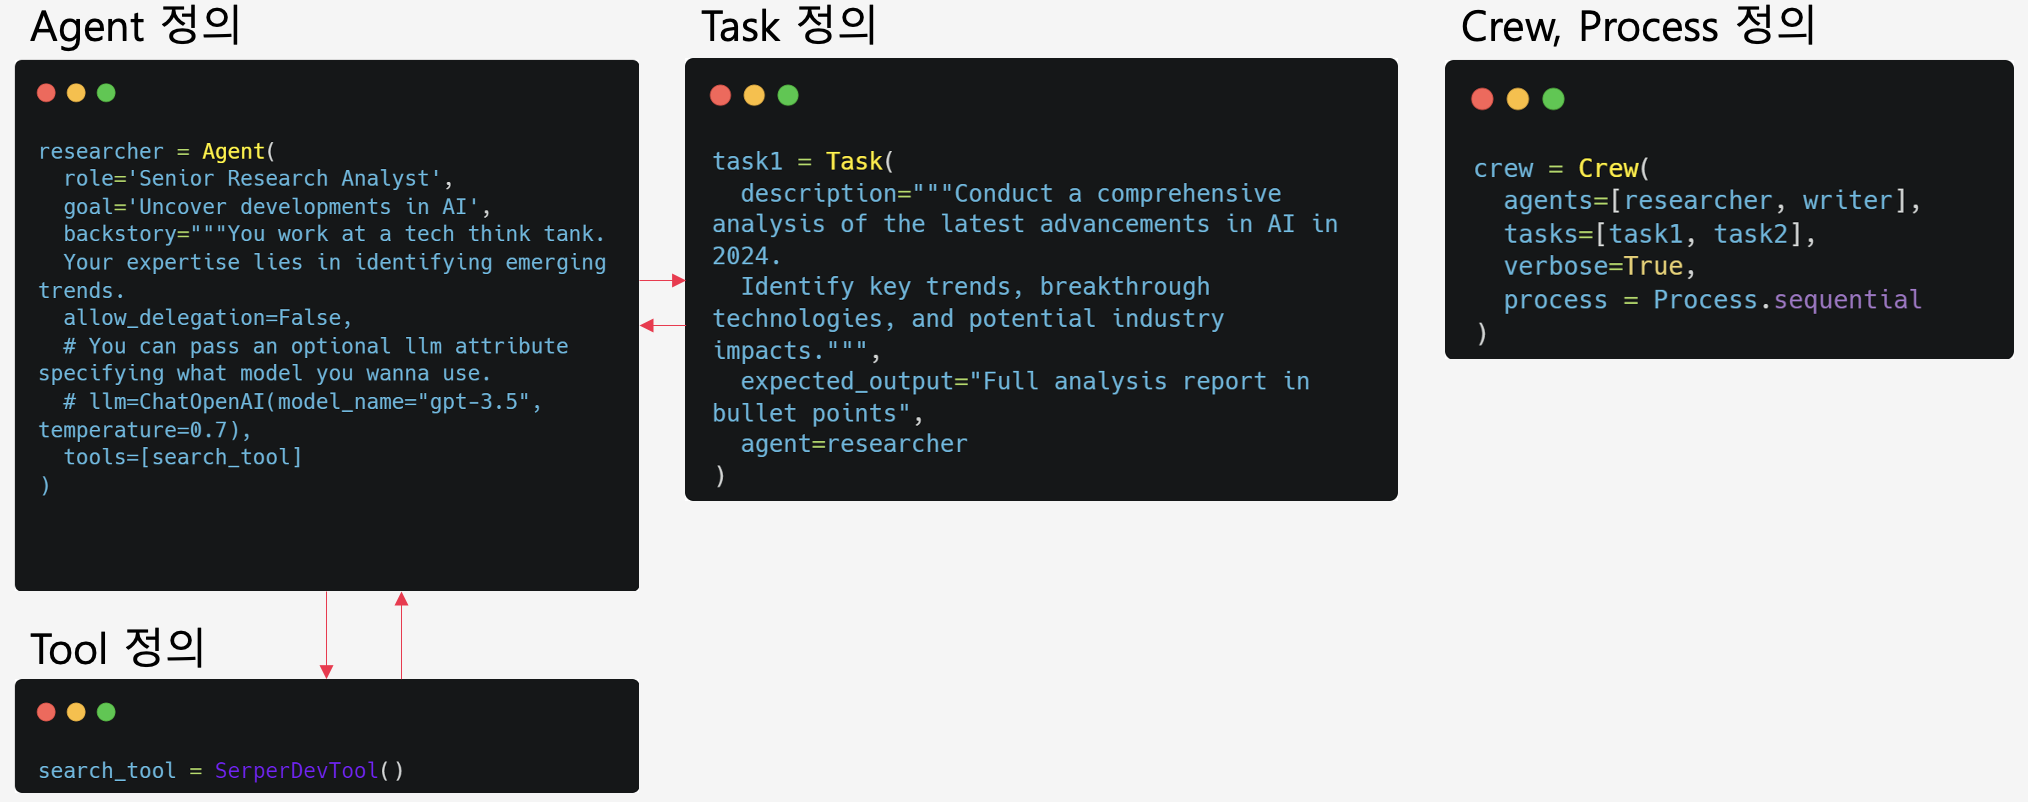 Agent 정의
researcher = Agent(
  role='Senior Research Analyst',
  goal='Uncover developments in AI',
  backstory="""You work at a tech think tank.
  Your expertise lies in identifying emerging
trends.
  allow_delegation=False,
  # You can pass an optional llm attribute
specifying what model you wanna use.
  # llm=ChatOpenAI(model_name="gpt-3.5",
temperature=0.7),
  tools=[search_tool]
)
Tool 정의
search_tool = SerperDevTool()
Task 정의
task1 = Task(
  description="""Conduct a comprehensive
analysis of the latest advancements in AI in
2024.
  Identify key trends, breakthrough
technologies, and potential industry
impacts.""",
  expected_output="Full analysis report in
bullet points",
  agent=researcher
)
Crew, Process 정의
crew = Crew(
  agents=[researcher, writer],
  tasks=[task1, task2],
  verbose=True,
  process = Process.sequential
)